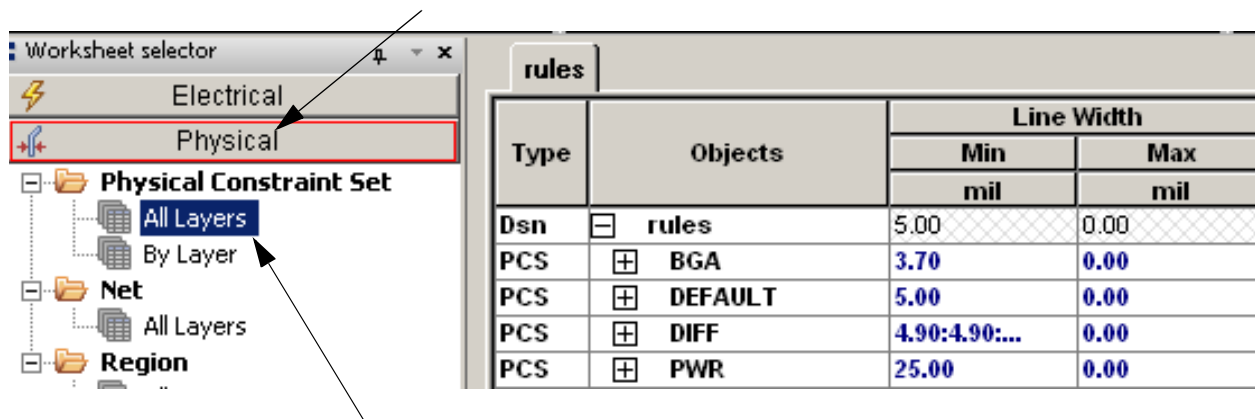 Worksheet selector
Electrical
Physical
Physical Constraint Set
All Layers
By Layer
Net
All Layers
Region
rules
Type Objects Line Width
Min Max
mil mil
Dsn rules 5.00 0.00
PCS BGA 3.70 0.00
PCS DEFAULT 5.00 0.00
PCS DIFF 4.90:4.90:... 0.00
PCS PWR 25.00 0.00